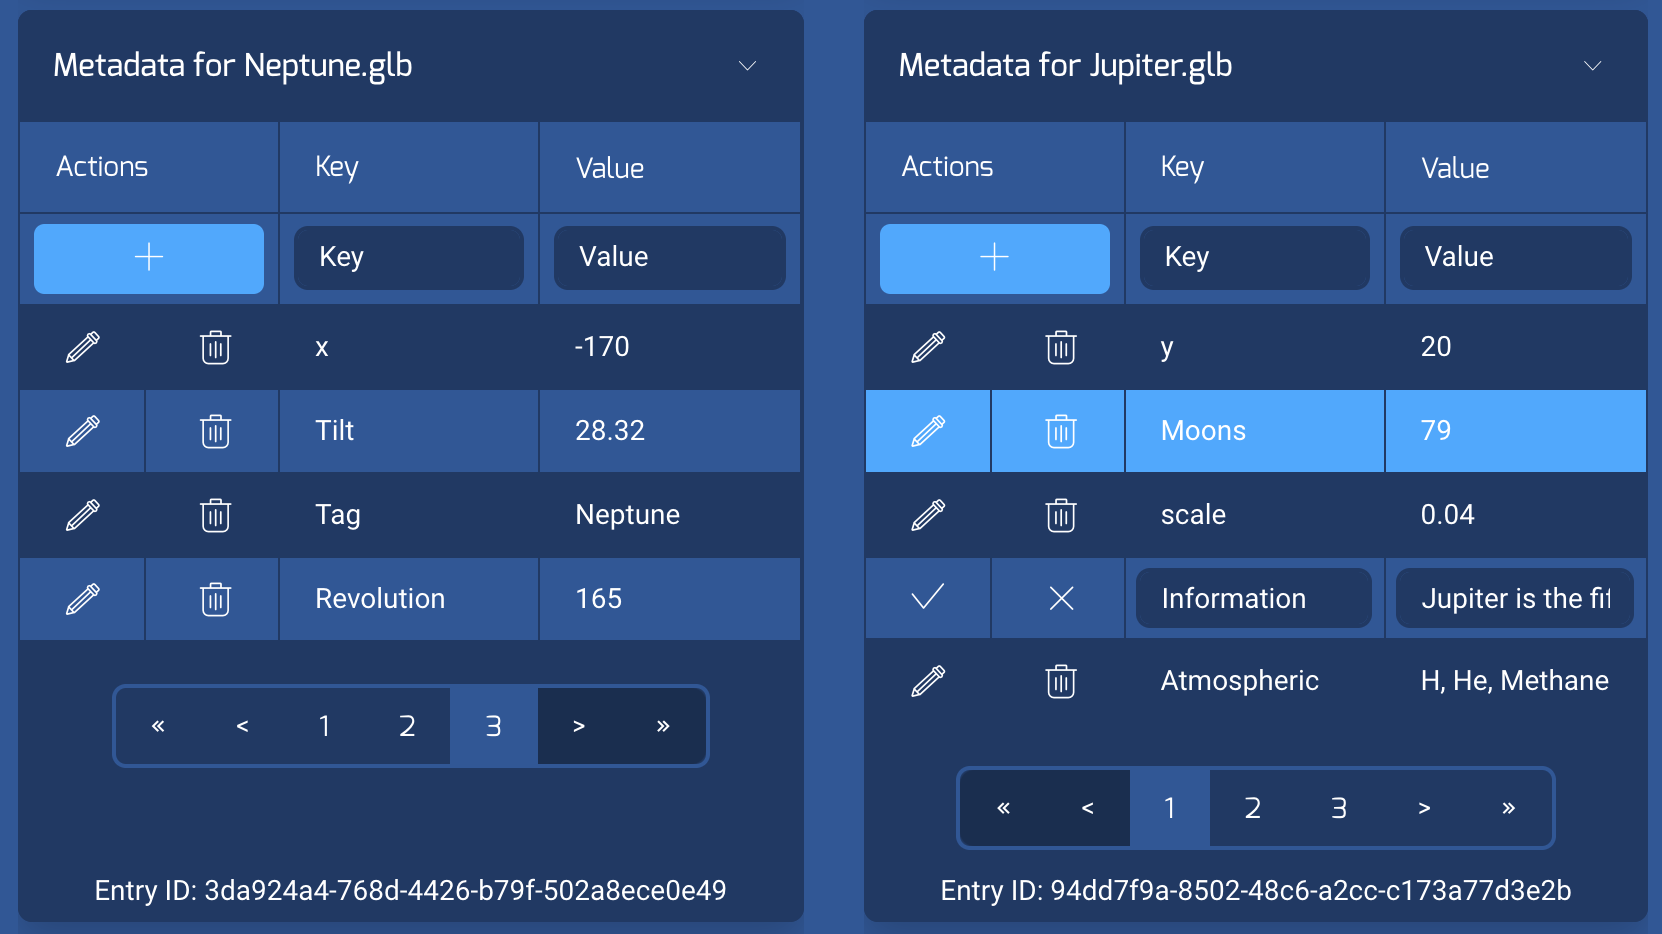 Metadata for Neptune.glb
Actions Key Value
Key Value
x -170
Tilt 28.32
Tag Neptune
Revolution 165
« < 1 2 3 > »
Entry ID: 3da924a4-768d-4426-b79f-502a8ece0e49
Metadata for Jupiter.glb
Actions Key Value
Key Value
y 20
Moons 79
scale 0.04
Information Jupiter is the fif
Atmospheric H, He, Methane
« < 1 2 3 > »
Entry ID: 94dd7f9a-8502-48c6-a2cc-c173a77d3e2b